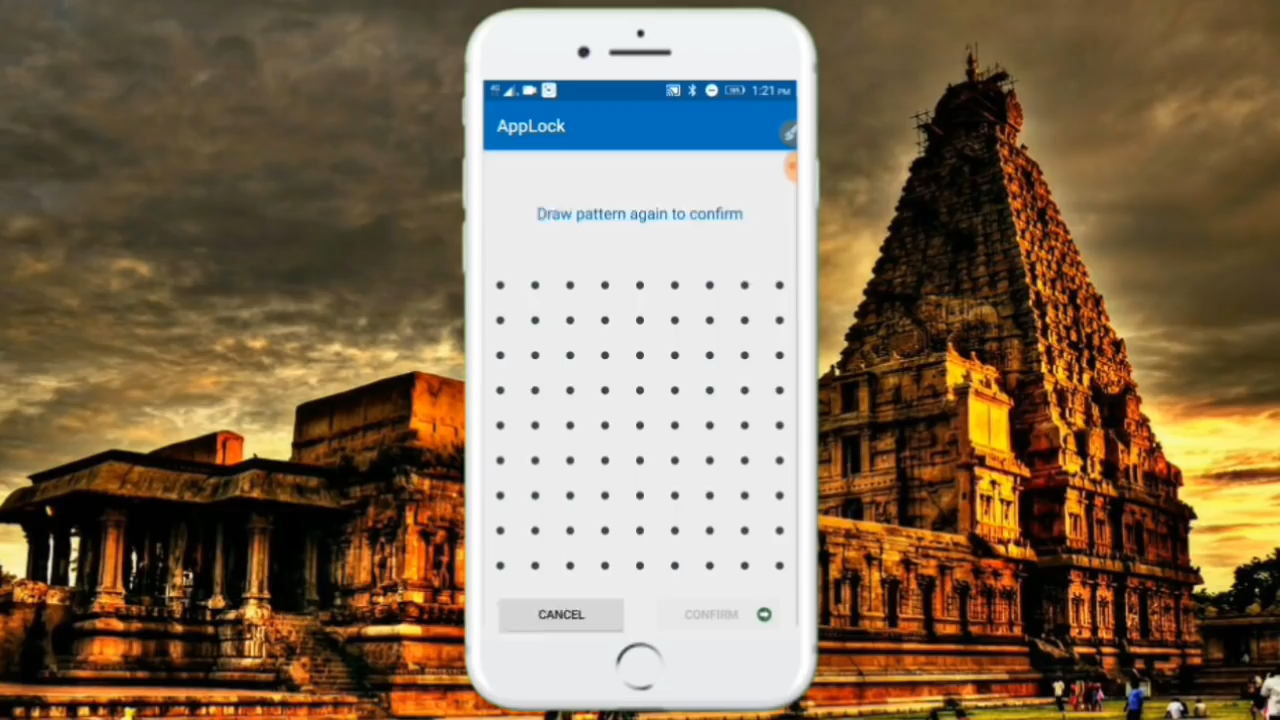 1:21 PM
AppLock
Draw pattern again to confirm
CANCEL
CONFIRM